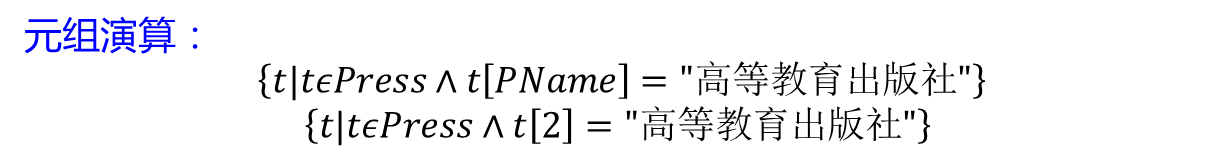 元组演算：
{t|tϵPress ∧ t[PName] = "高等教育出版社"}
{t|tϵPress ∧ t[2] = "高等教育出版社"}